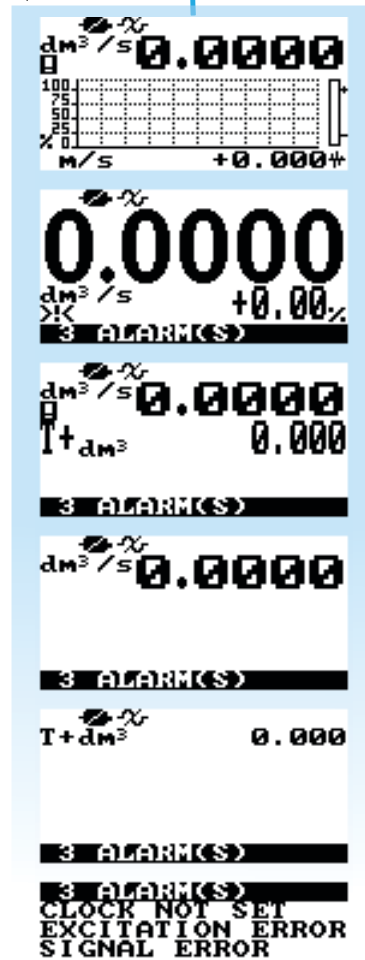 dm³/s 0.0000
100
75
50
25
% 0
+
-
m/s +0.000
0.0000
dm³/s +0.00%
3 ALARM(S)
dm³/s 0.0000
T+dm³ 0.000
3 ALARM(S)
dm³/s 0.0000
3 ALARM(S)
T+dm³ 0.000
3 ALARM(S)
3 ALARM(S)
CLOCK NOT SET
EXCITATION ERROR
SIGNAL ERROR